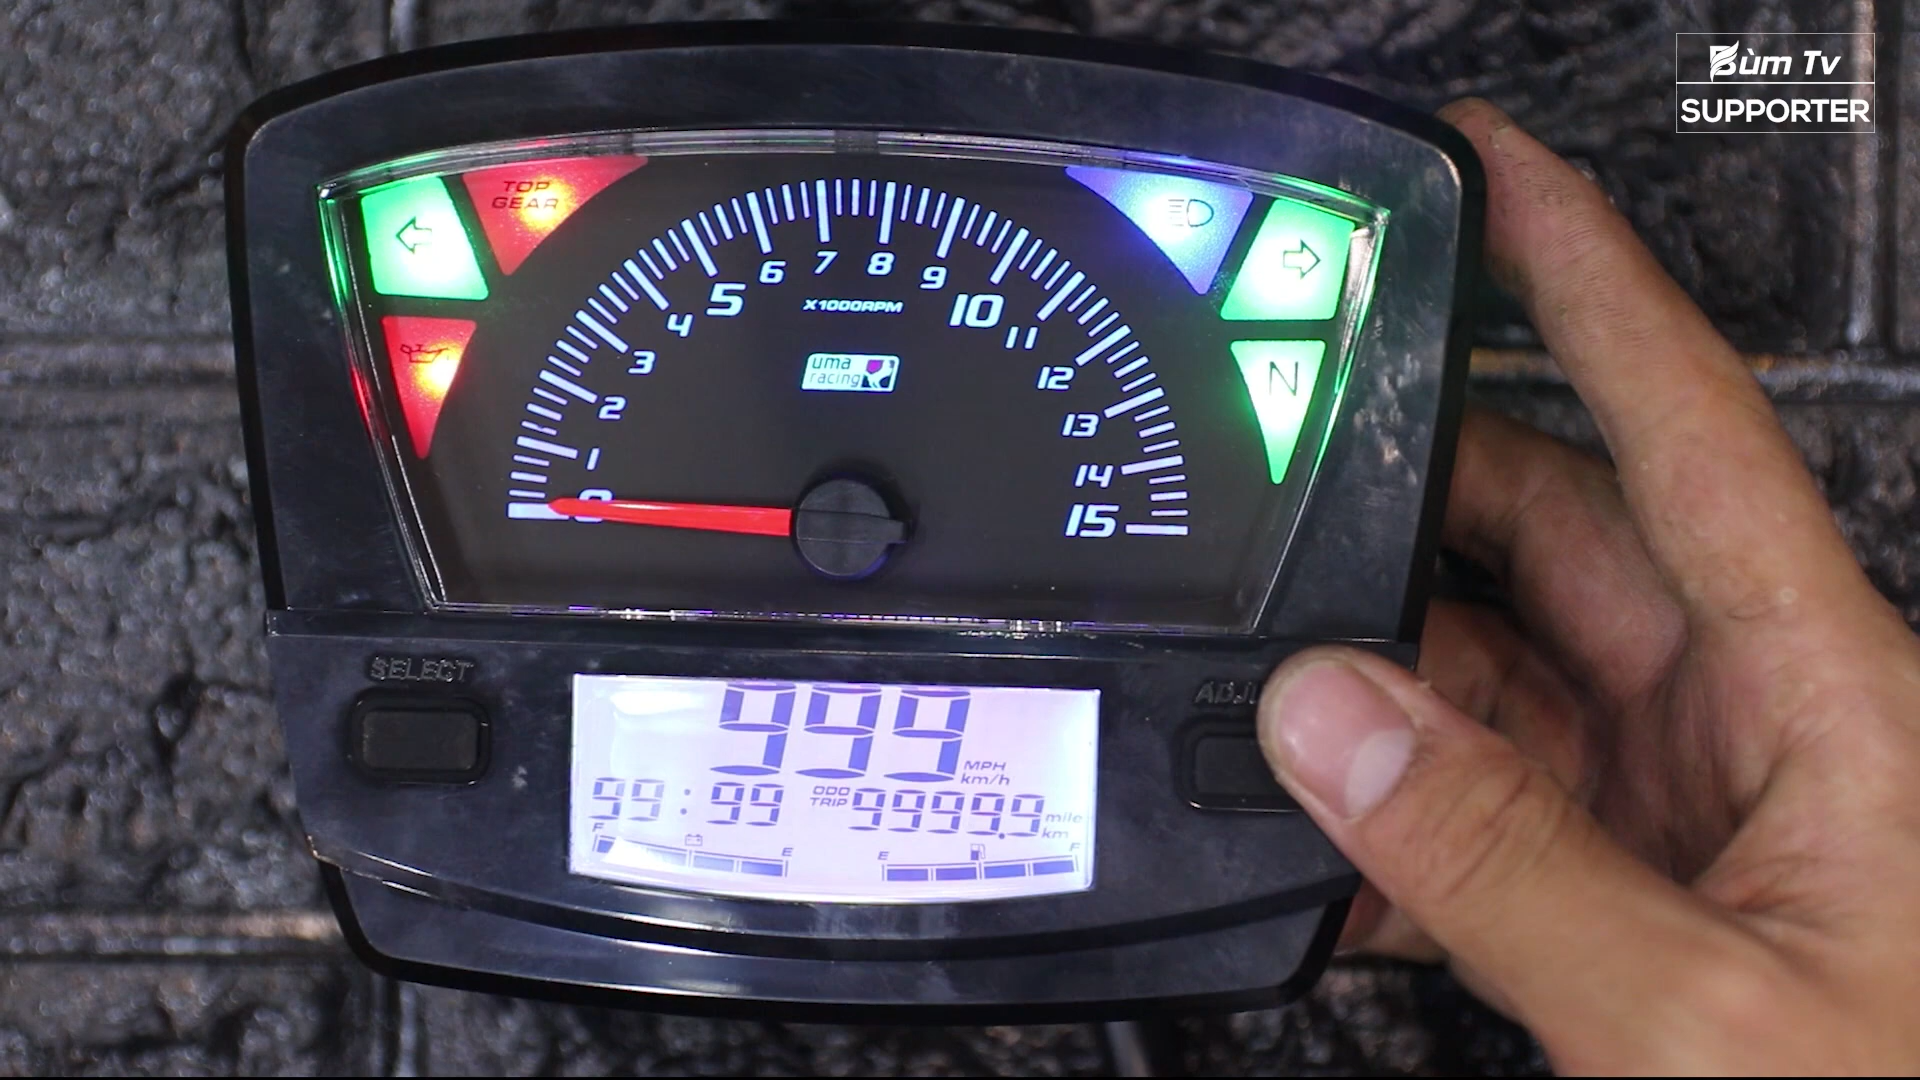 Bùm Tv
SUPPORTER
TOP
GEAR
6 7 8 9
5 10
X1000RPM
4 11
3 12
uma
racing
N
2 13
1 14
0 15
SELECT
999
MPH
km/h
99:99
ODO
TRIP
9999.9
mile
km
F E
E F